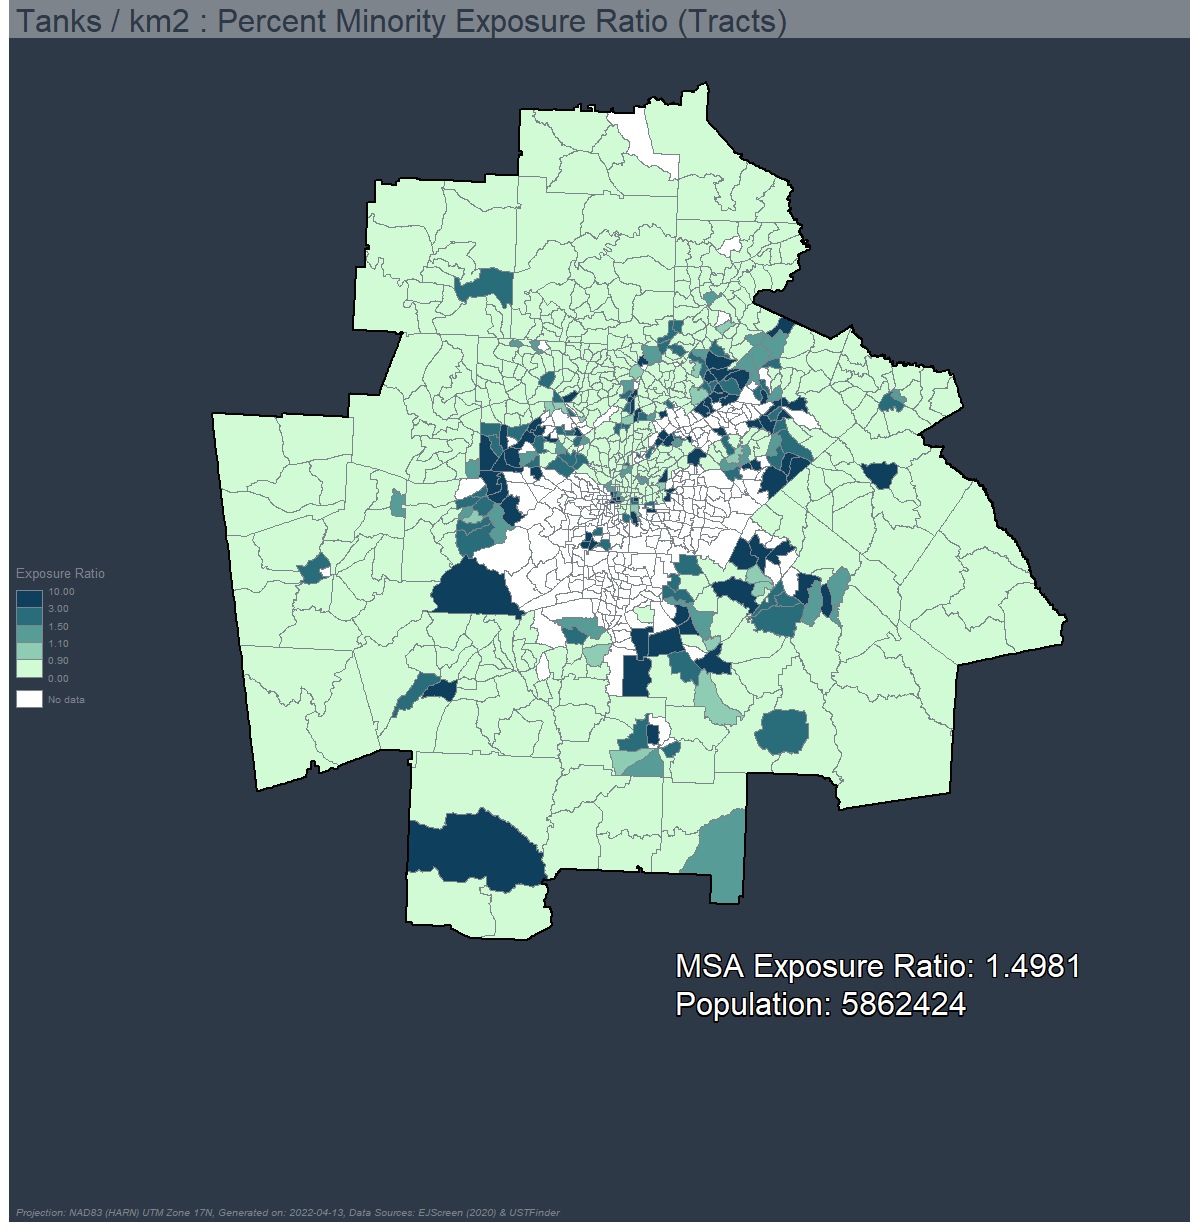 Tanks / km2 : Percent Minority Exposure Ratio (Tracts)
Exposure Ratio
10.00
3.00
1.50
1.10
0.90
0.00
No data
MSA Exposure Ratio: 1.4981
Population: 5862424
Projection: NAD83 (HARN) UTM Zone 17N, Generated on: 2022-04-13, Data Sources: EJScreen (2020) & USTFinder